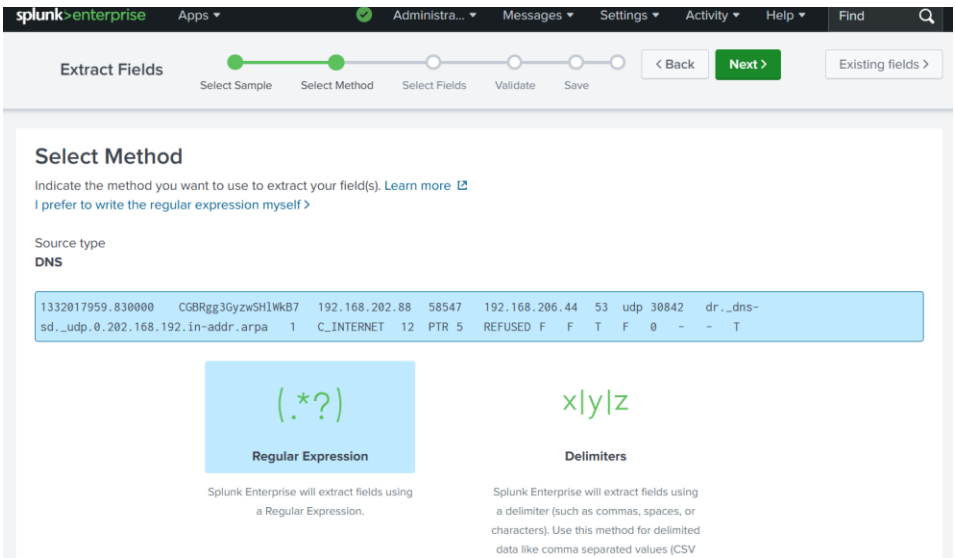 splunk>enterprise Apps ▾ Administra... ▾ Messages ▾ Settings ▾ Activity ▾ Help ▾ Find
Extract Fields
Select Sample Select Method Select Fields Validate Save
< Back Next > Existing fields >
Select Method
Indicate the method you want to use to extract your field(s). Learn more
I prefer to write the regular expression myself >
Source type
DNS
1332017959.830000 CGBRgg3GyzwSHlWkB7 192.168.202.88 58547 192.168.206.44 53 udp 30842 dr._dns-
sd._udp.0.202.168.192.in-addr.arpa 1 C_INTERNET 12 PTR 5 REFUSED F F T F 0 - - T
(.*?)
x|y|z
Regular Expression
Delimiters
Splunk Enterprise will extract fields using
a Regular Expression.
Splunk Enterprise will extract fields using
a delimiter (such as commas, spaces, or
characters). Use this method for delimited
data like comma separated values (CSV